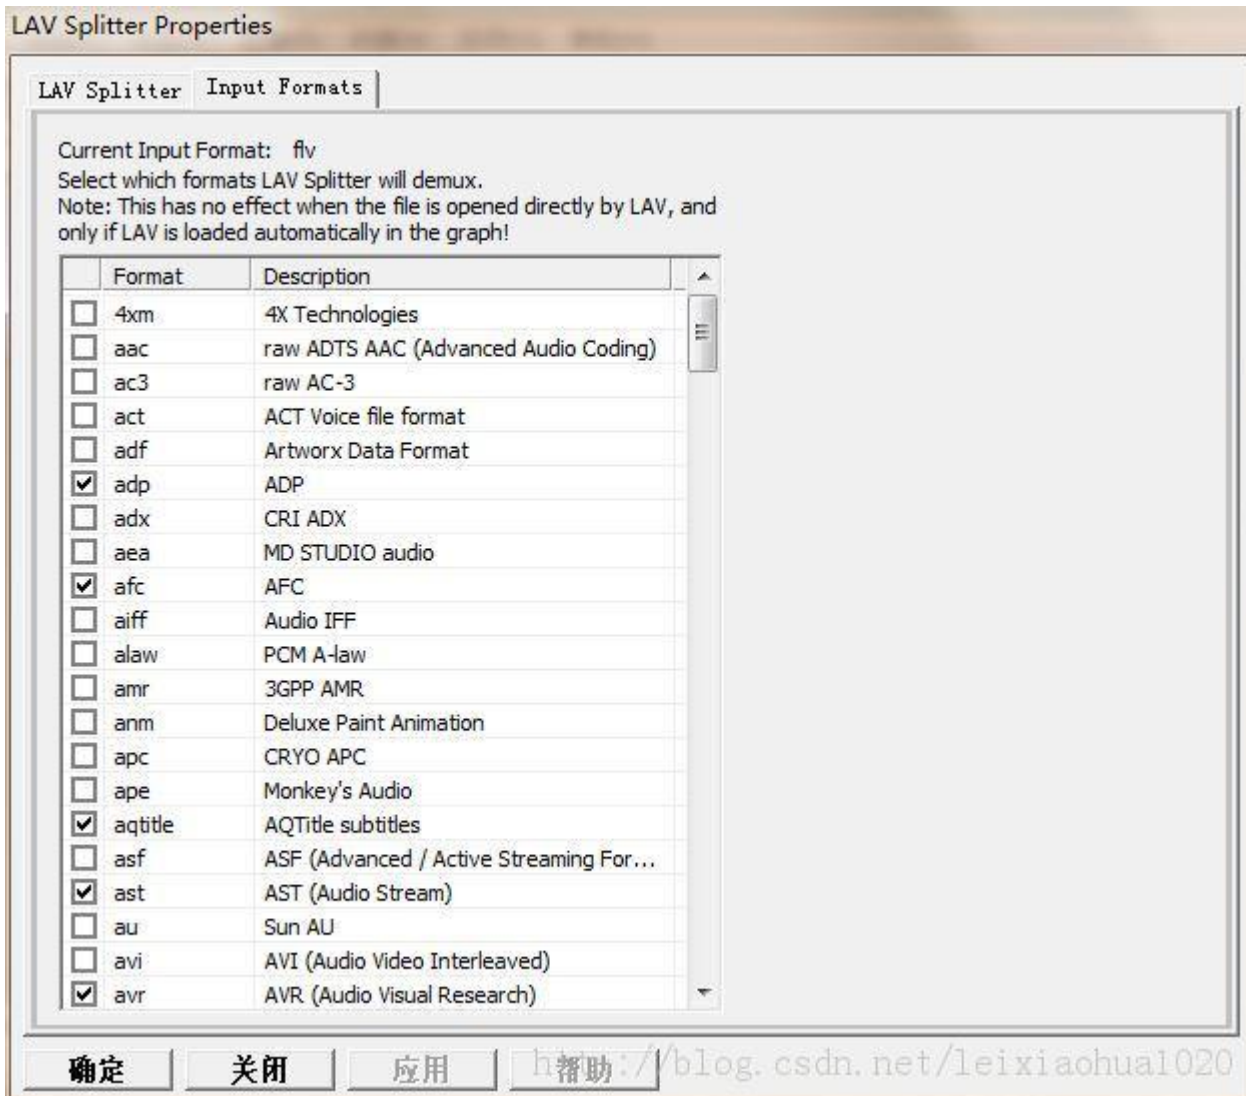 LAV Splitter Properties
LAV Splitter Input Formats
Current Input Format: flv
Select which formats LAV Splitter will demux.
Note: This has no effect when the file is opened directly by LAV, and
only if LAV is loaded automatically in the graph!
Format Description
4xm 4X Technologies
aac raw ADTS AAC (Advanced Audio Coding)
ac3 raw AC-3
act ACT Voice file format
adf Artworx Data Format
adp ADP
adx CRI ADX
aea MD STUDIO audio
afc AFC
aiff Audio IFF
alaw PCM A-law
amr 3GPP AMR
anm Deluxe Paint Animation
apc CRYO APC
ape Monkey's Audio
aqtitle AQTitle subtitles
asf ASF (Advanced / Active Streaming For...
ast AST (Audio Stream)
au Sun AU
avi AVI (Audio Video Interleaved)
avr AVR (Audio Visual Research)
确定 关闭 应用 帮助
http://blog.csdn.net/leixiaohua1020